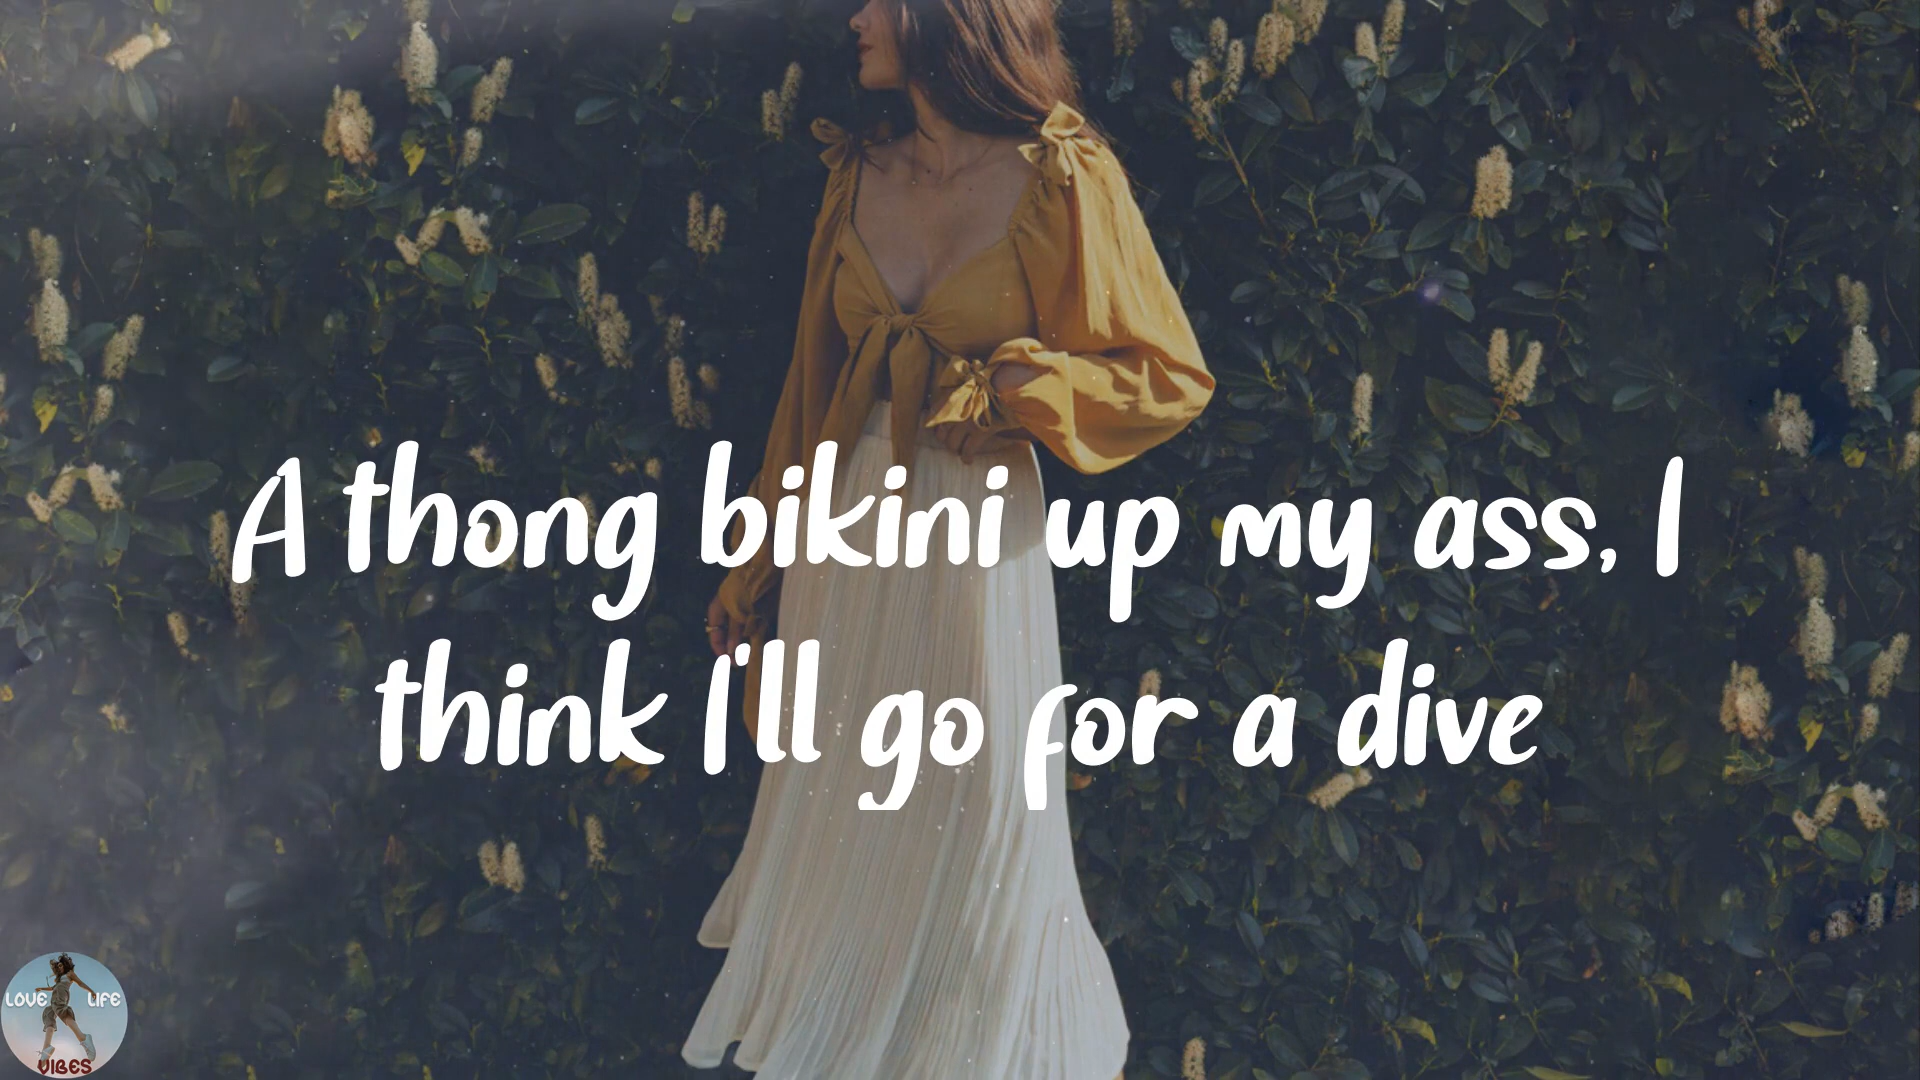 A thong bikini up my ass, I
think I'll go for a dive
LOVE LIFE
VIBES